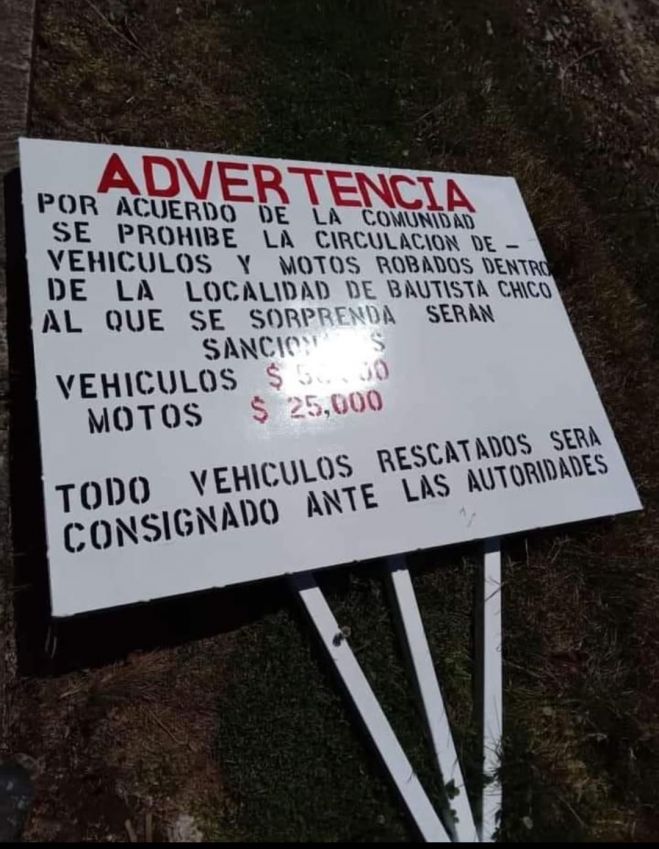 ADVERTENCIA
POR ACUERDO DE LA COMUNIDAD
SE PROHIBE LA CIRCULACION DE -
VEHICULOS Y MOTOS ROBADOS DENTRO
DE LA LOCALIDAD DE BAUTISTA CHICO
AL QUE SE SORPRENDA SERAN
VEHICULOS $
MOTOS $ 25,000
TODO VEHICULOS RESCATADOS SERA
CONSIGNADO ANTE LAS AUTORIDADES